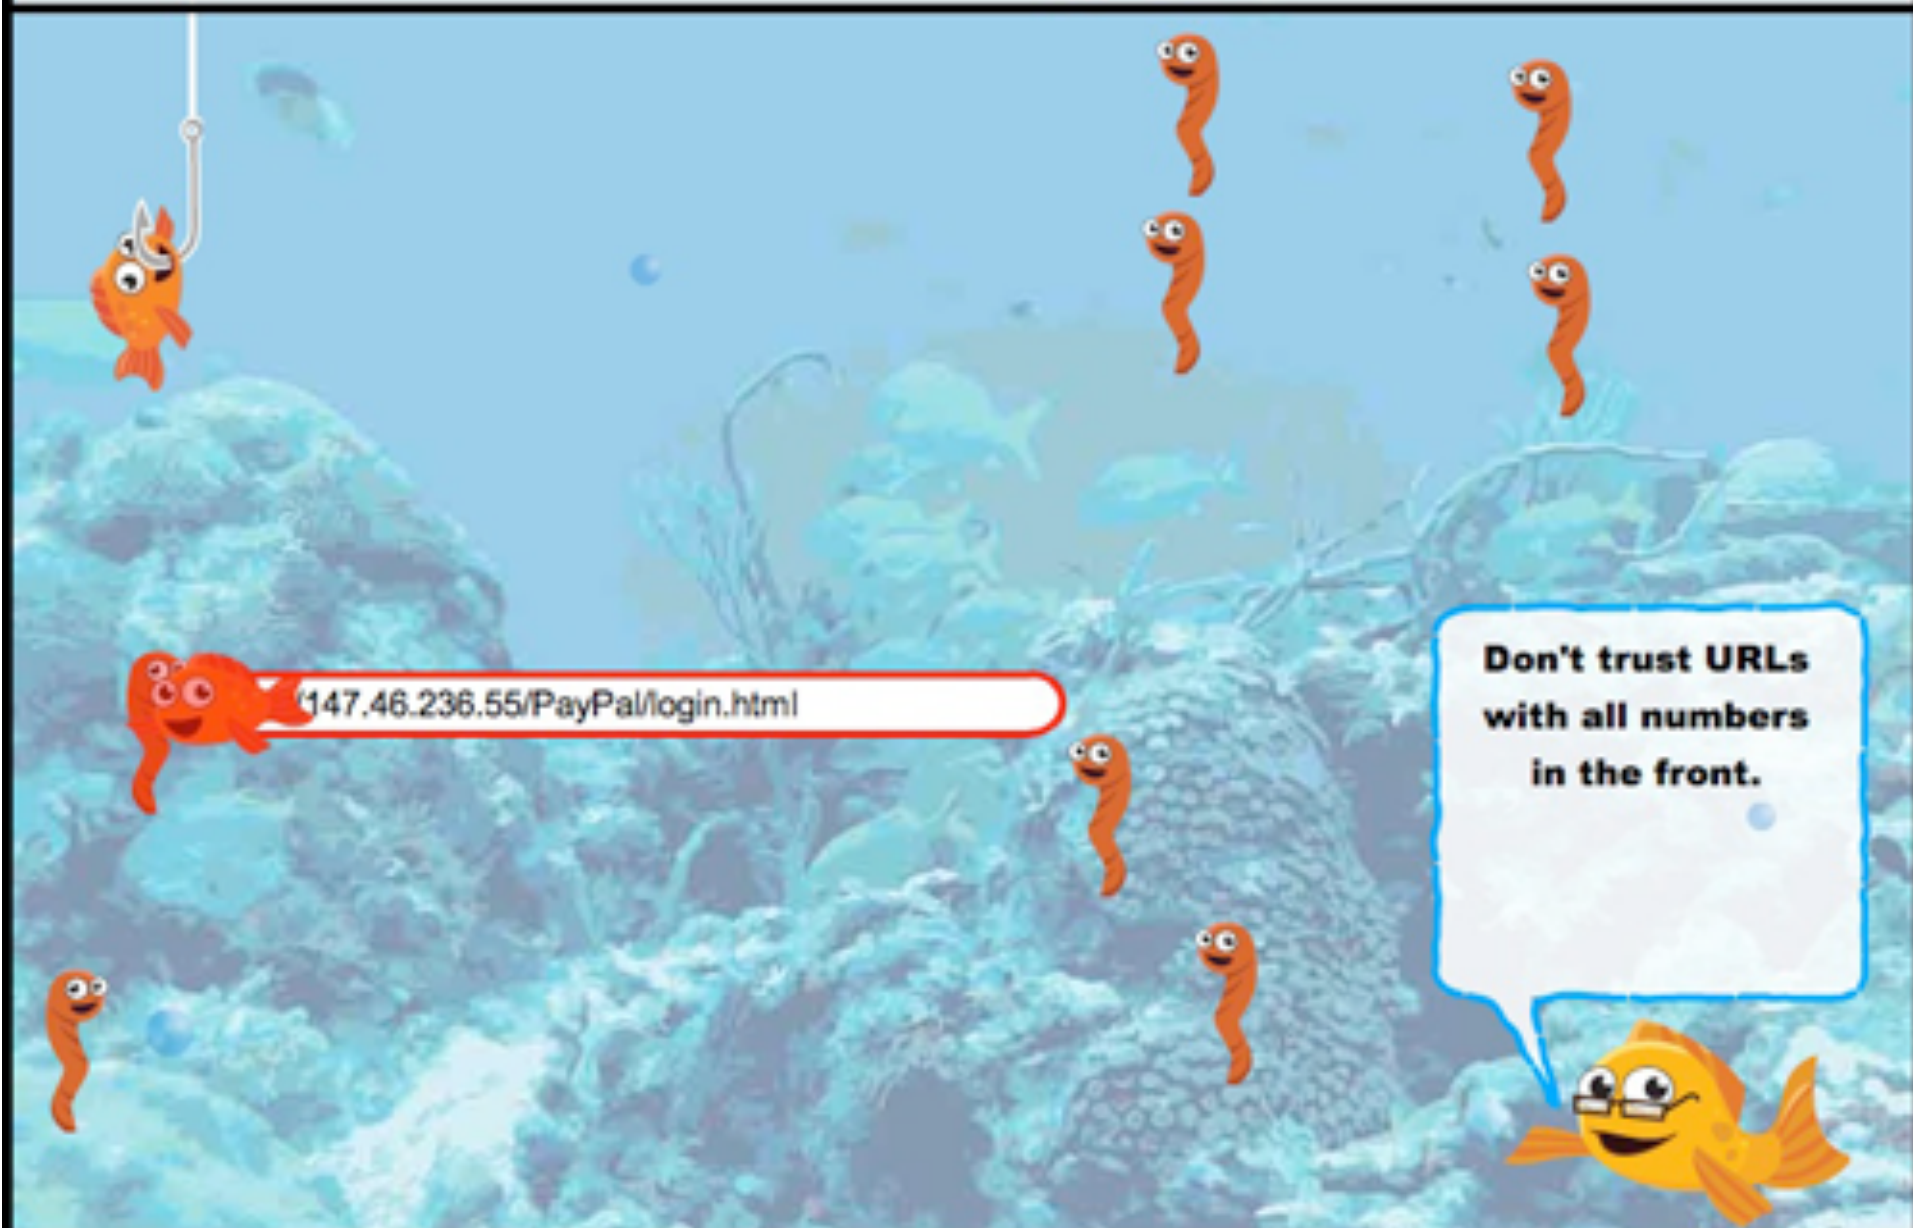 /147.46.236.55/PayPal/login.html
Don't trust URLs
with all numbers
in the front.